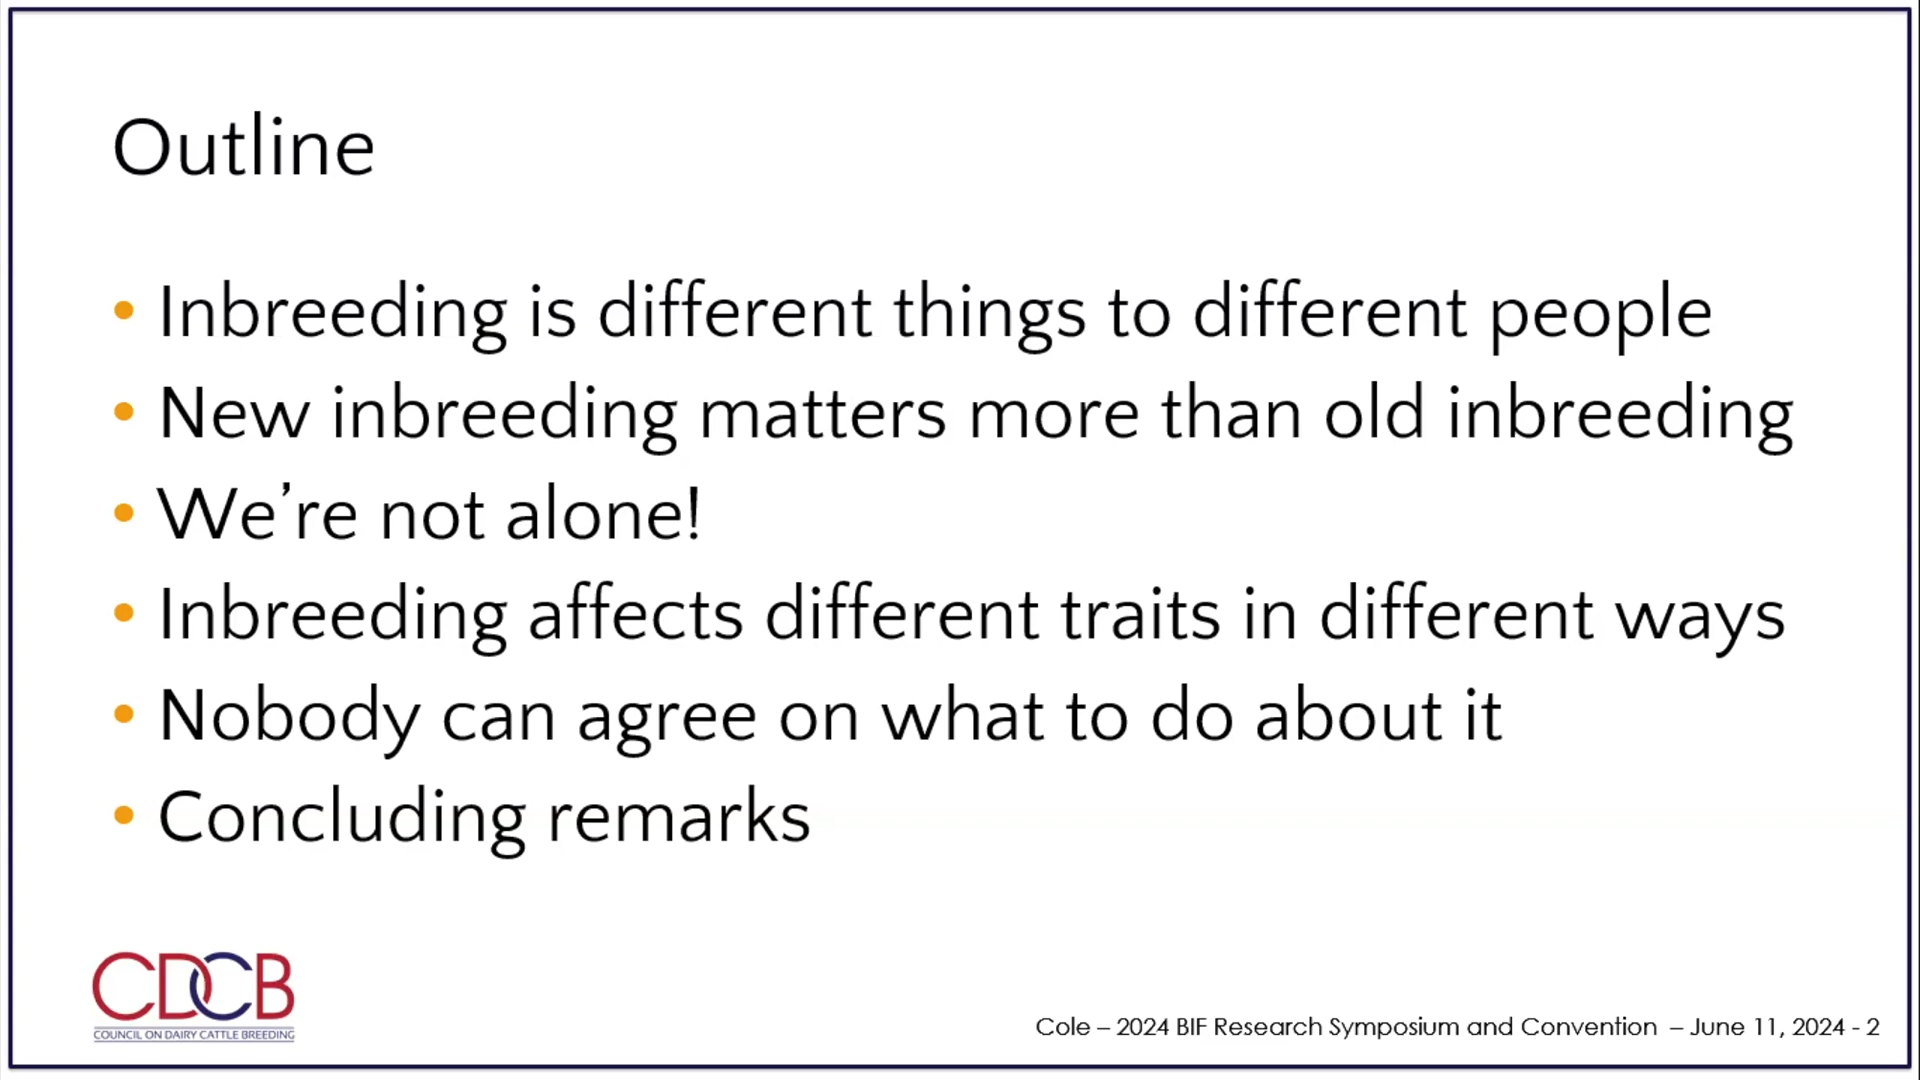 Outline
• Inbreeding is different things to different people
• New inbreeding matters more than old inbreeding
• We’re not alone!
• Inbreeding affects different traits in different ways
• Nobody can agree on what to do about it
• Concluding remarks
CDCB
COUNCIL ON DAIRY CATTLE BREEDING
Cole – 2024 BIF Research Symposium and Convention – June 11, 2024 - 2